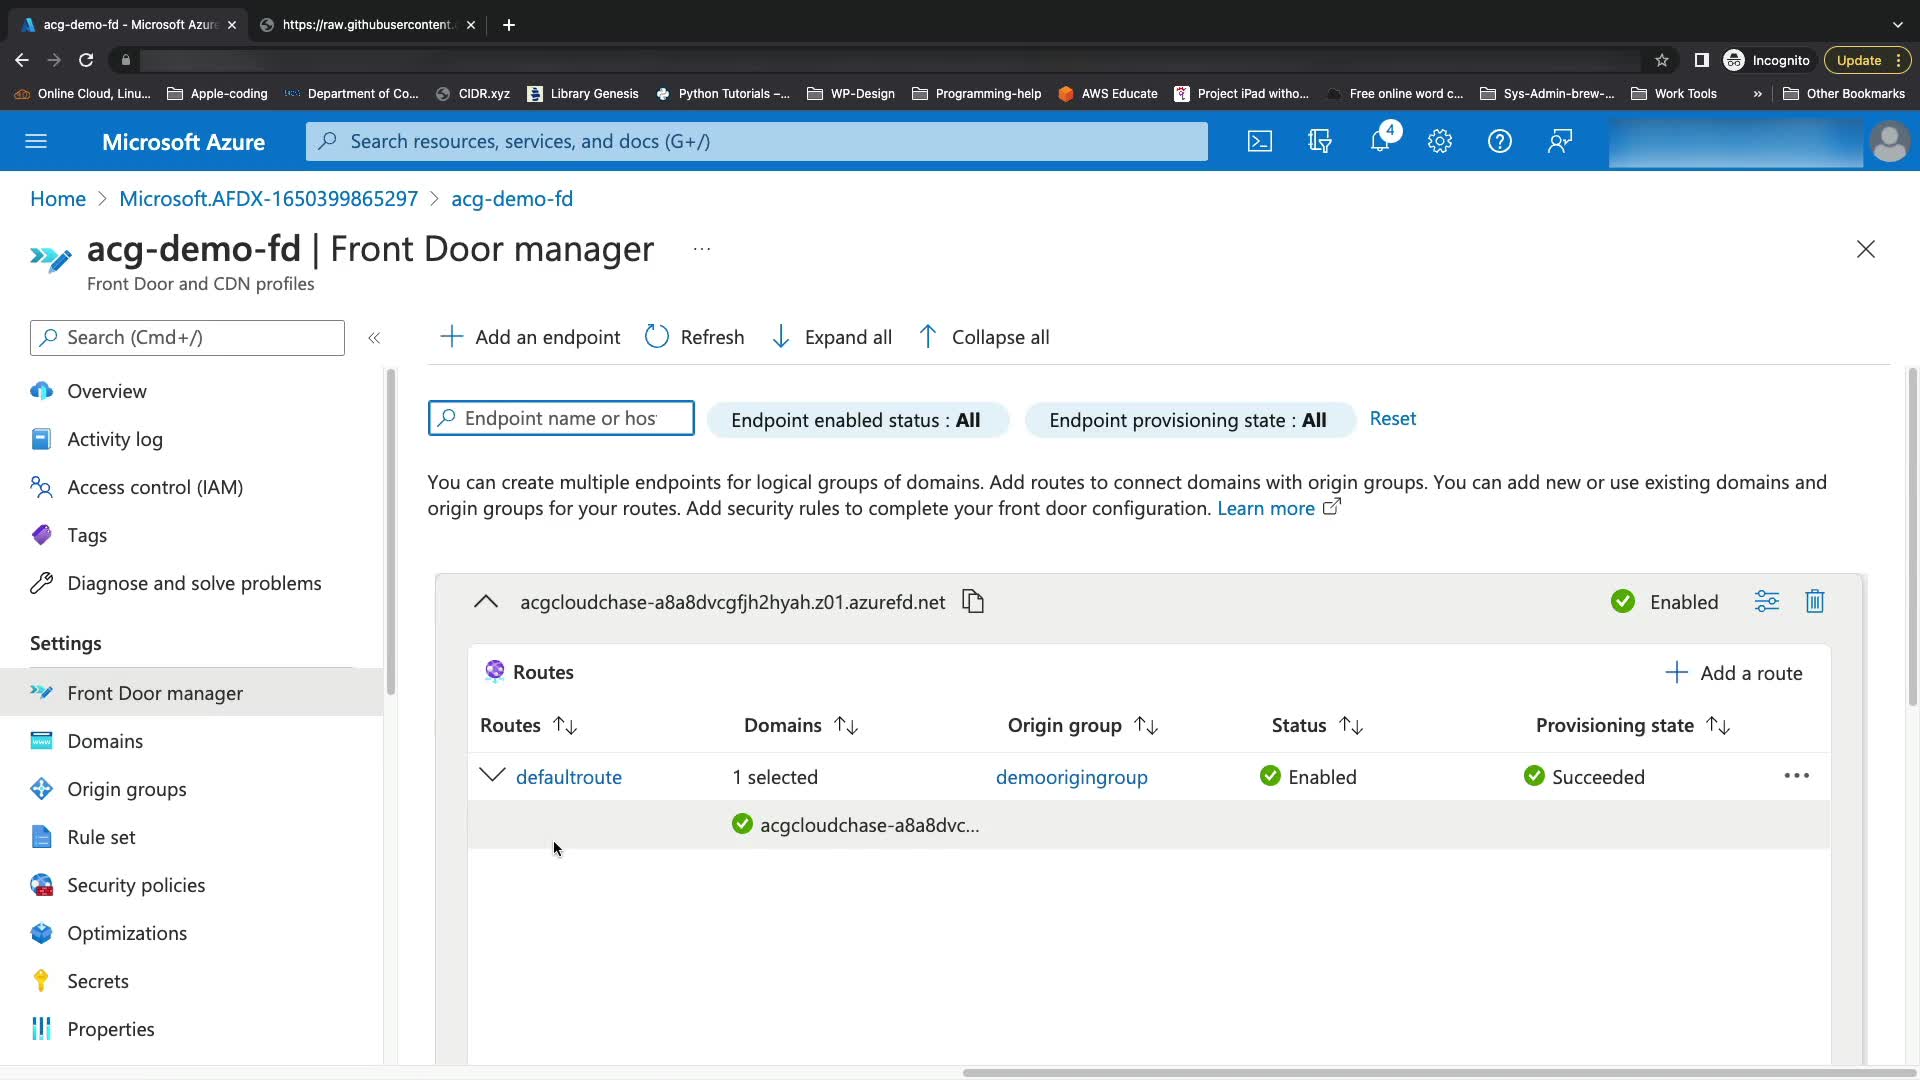 acg-demo-fd - Microsoft Azure
https://raw.githubusercontent.c
Incognito
Update
Online Cloud, Linu...
Apple-coding
Department of Co...
CIDR.xyz
Library Genesis
Python Tutorials –...
WP-Design
Programming-help
AWS Educate
Project iPad witho...
Free online word c...
Sys-Admin-brew-...
Work Tools
»
Other Bookmarks
Microsoft Azure
Search resources, services, and docs (G+/)
4
Home > Microsoft.AFDX-1650399865297 > acg-demo-fd
acg-demo-fd | Front Door manager ...
Front Door and CDN profiles
Search (Cmd+/)
«
Add an endpoint
Refresh
Expand all
Collapse all
Overview
Activity log
Access control (IAM)
Tags
Diagnose and solve problems
Settings
Front Door manager
Domains
Origin groups
Rule set
Security policies
Optimizations
Secrets
Properties
Endpoint name or hos
Endpoint enabled status : All
Endpoint provisioning state : All
Reset
You can create multiple endpoints for logical groups of domains. Add routes to connect domains with origin groups. You can add new or use existing domains and
origin groups for your routes. Add security rules to complete your front door configuration. Learn more
acgcloudchase-a8a8dvcgfjh2hyah.z01.azurefd.net
Enabled
Routes
Add a route
Routes
Domains
Origin group
Status
Provisioning state
defaultroute
1 selected
demoorigingroup
Enabled
Succeeded
acgcloudchase-a8a8dvc...